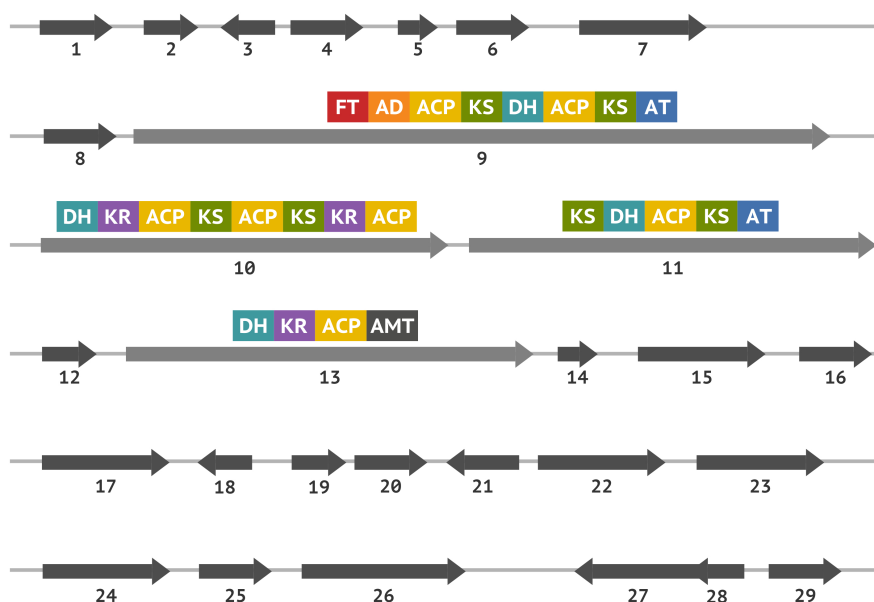 1 2 3 4 5 6 7
FT AD ACP KS DH ACP KS AT
8 9
DH KR ACP KS ACP KS KR ACP KS DH ACP KS AT
10 11
DH KR ACP AMT
12 13 14 15 16
17 18 19 20 21 22 23
24 25 26 27 28 29